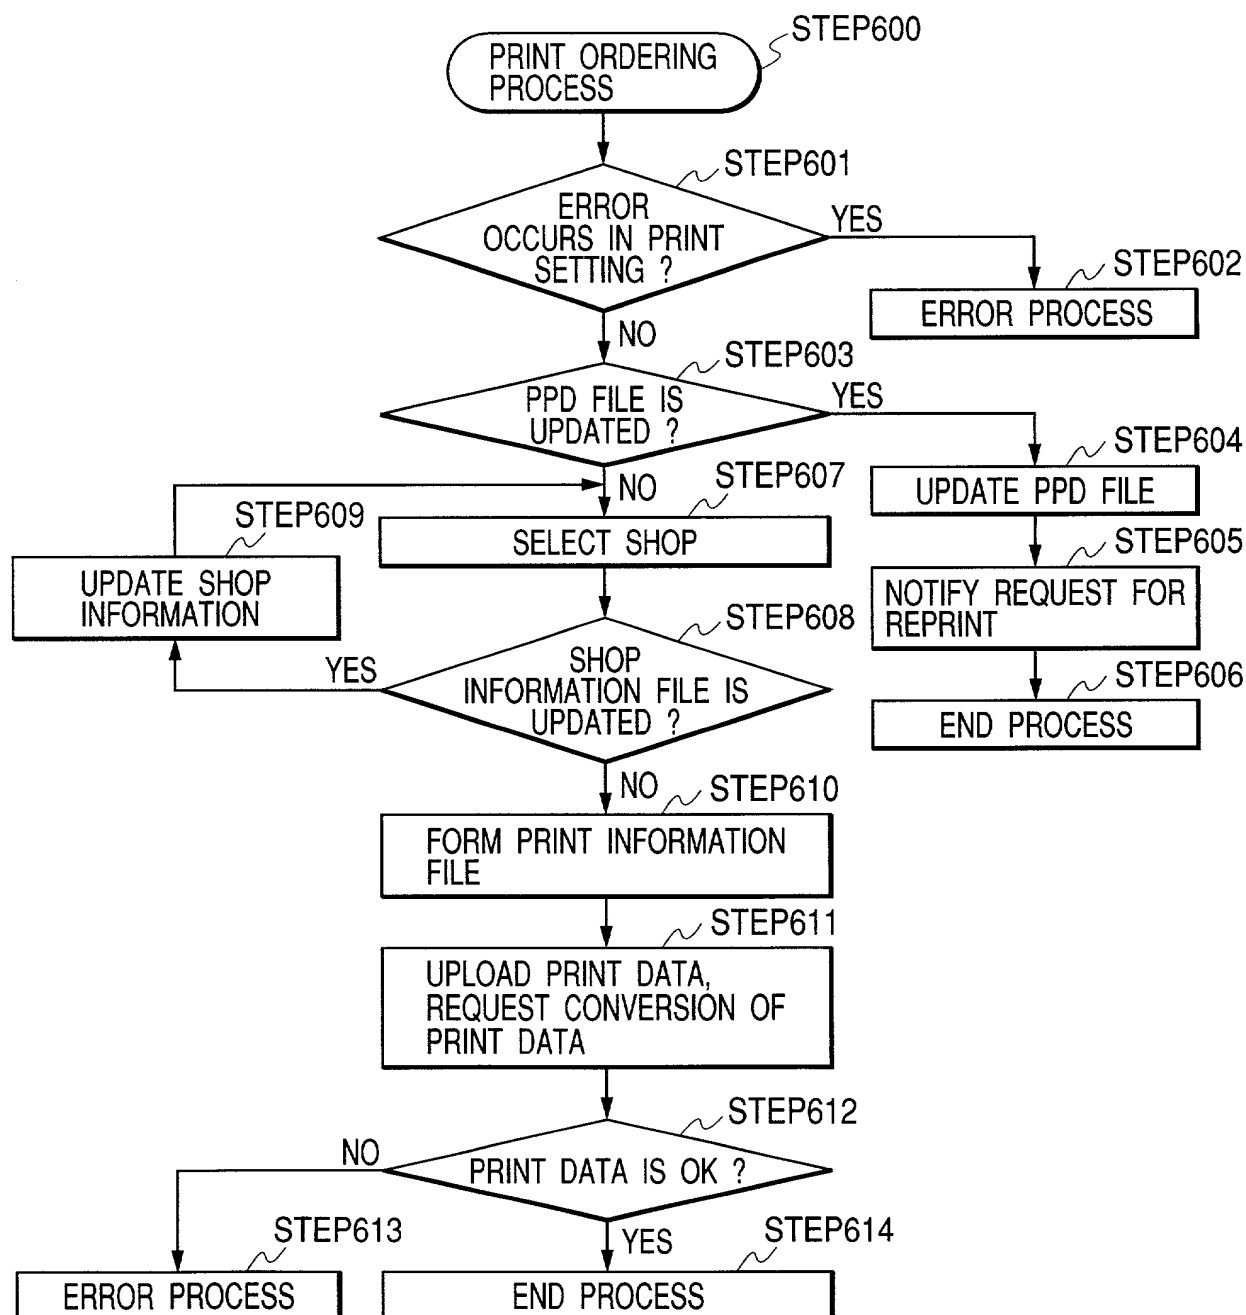 STEP600
PRINT ORDERING
PROCESS
STEP601
ERROR
OCCURS IN PRINT
SETTING ?
YES
STEP602
ERROR PROCESS
NO
STEP603
PPD FILE IS
UPDATED ?
YES
STEP604
UPDATE PPD FILE
NO
STEP607
SELECT SHOP
STEP609
UPDATE SHOP
INFORMATION
STEP605
NOTIFY REQUEST FOR
REPRINT
STEP608
SHOP
INFORMATION FILE IS
UPDATED ?
YES
STEP606
END PROCESS
NO
STEP610
FORM PRINT INFORMATION
FILE
STEP611
UPLOAD PRINT DATA,
REQUEST CONVERSION OF
PRINT DATA
STEP612
PRINT DATA IS OK ?
NO
STEP613
ERROR PROCESS
YES
STEP614
END PROCESS